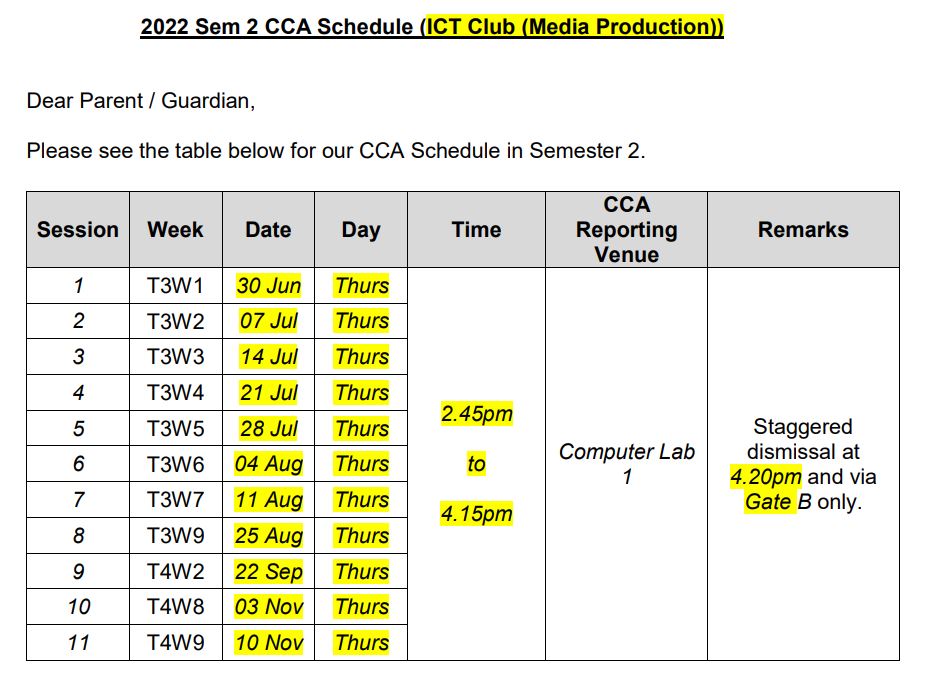 2022 Sem 2 CCA Schedule (ICT Club (Media Production))
Dear Parent / Guardian,
Please see the table below for our CCA Schedule in Semester 2.
Session Week Date Day Time CCA Reporting Venue Remarks
1 T3W1 30 Jun Thurs
2 T3W2 07 Jul Thurs
3 T3W3 14 Jul Thurs
4 T3W4 21 Jul Thurs
5 T3W5 28 Jul Thurs
6 T3W6 04 Aug Thurs
7 T3W7 11 Aug Thurs
8 T3W9 25 Aug Thurs
9 T4W2 22 Sep Thurs
10 T4W8 03 Nov Thurs
11 T4W9 10 Nov Thurs
2.45pm
to
4.15pm
Computer Lab
1
Staggered
dismissal at
4.20pm and via
Gate B only.